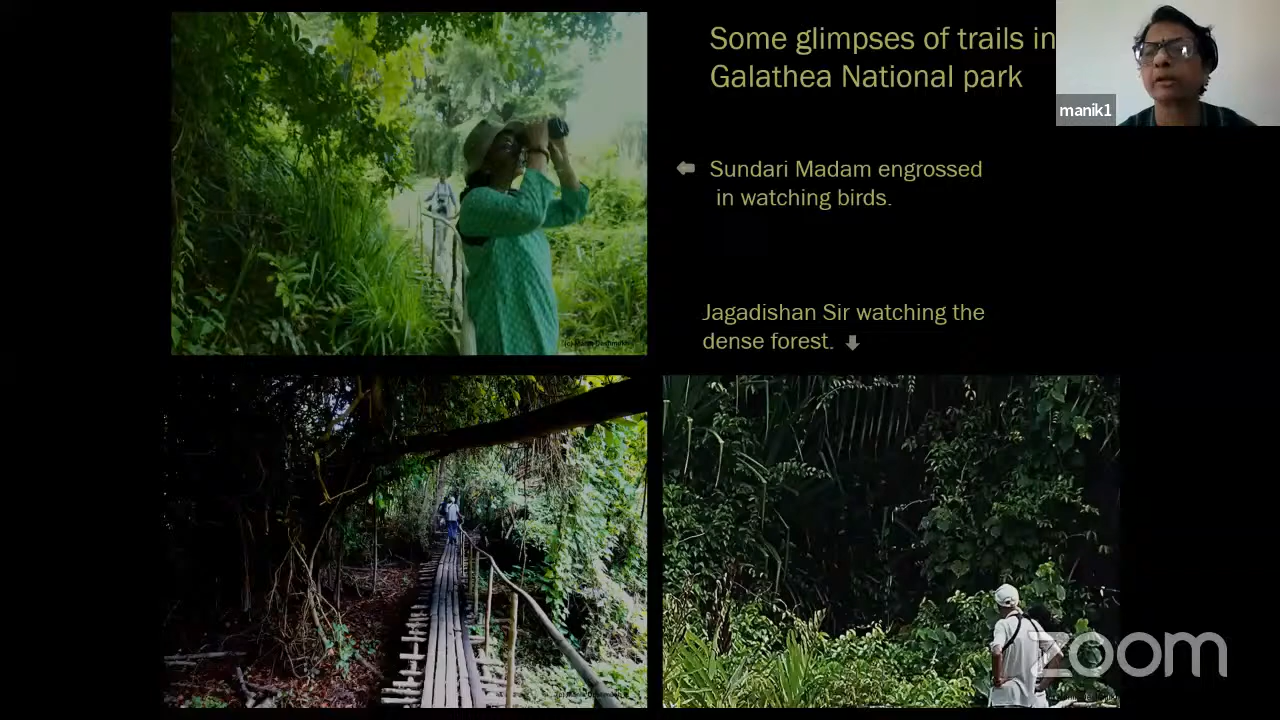 Some glimpses of trails in
Galathea National park
manik1
Sundari Madam engrossed
in watching birds.
Jagadishan Sir watching the
dense forest.
zoom